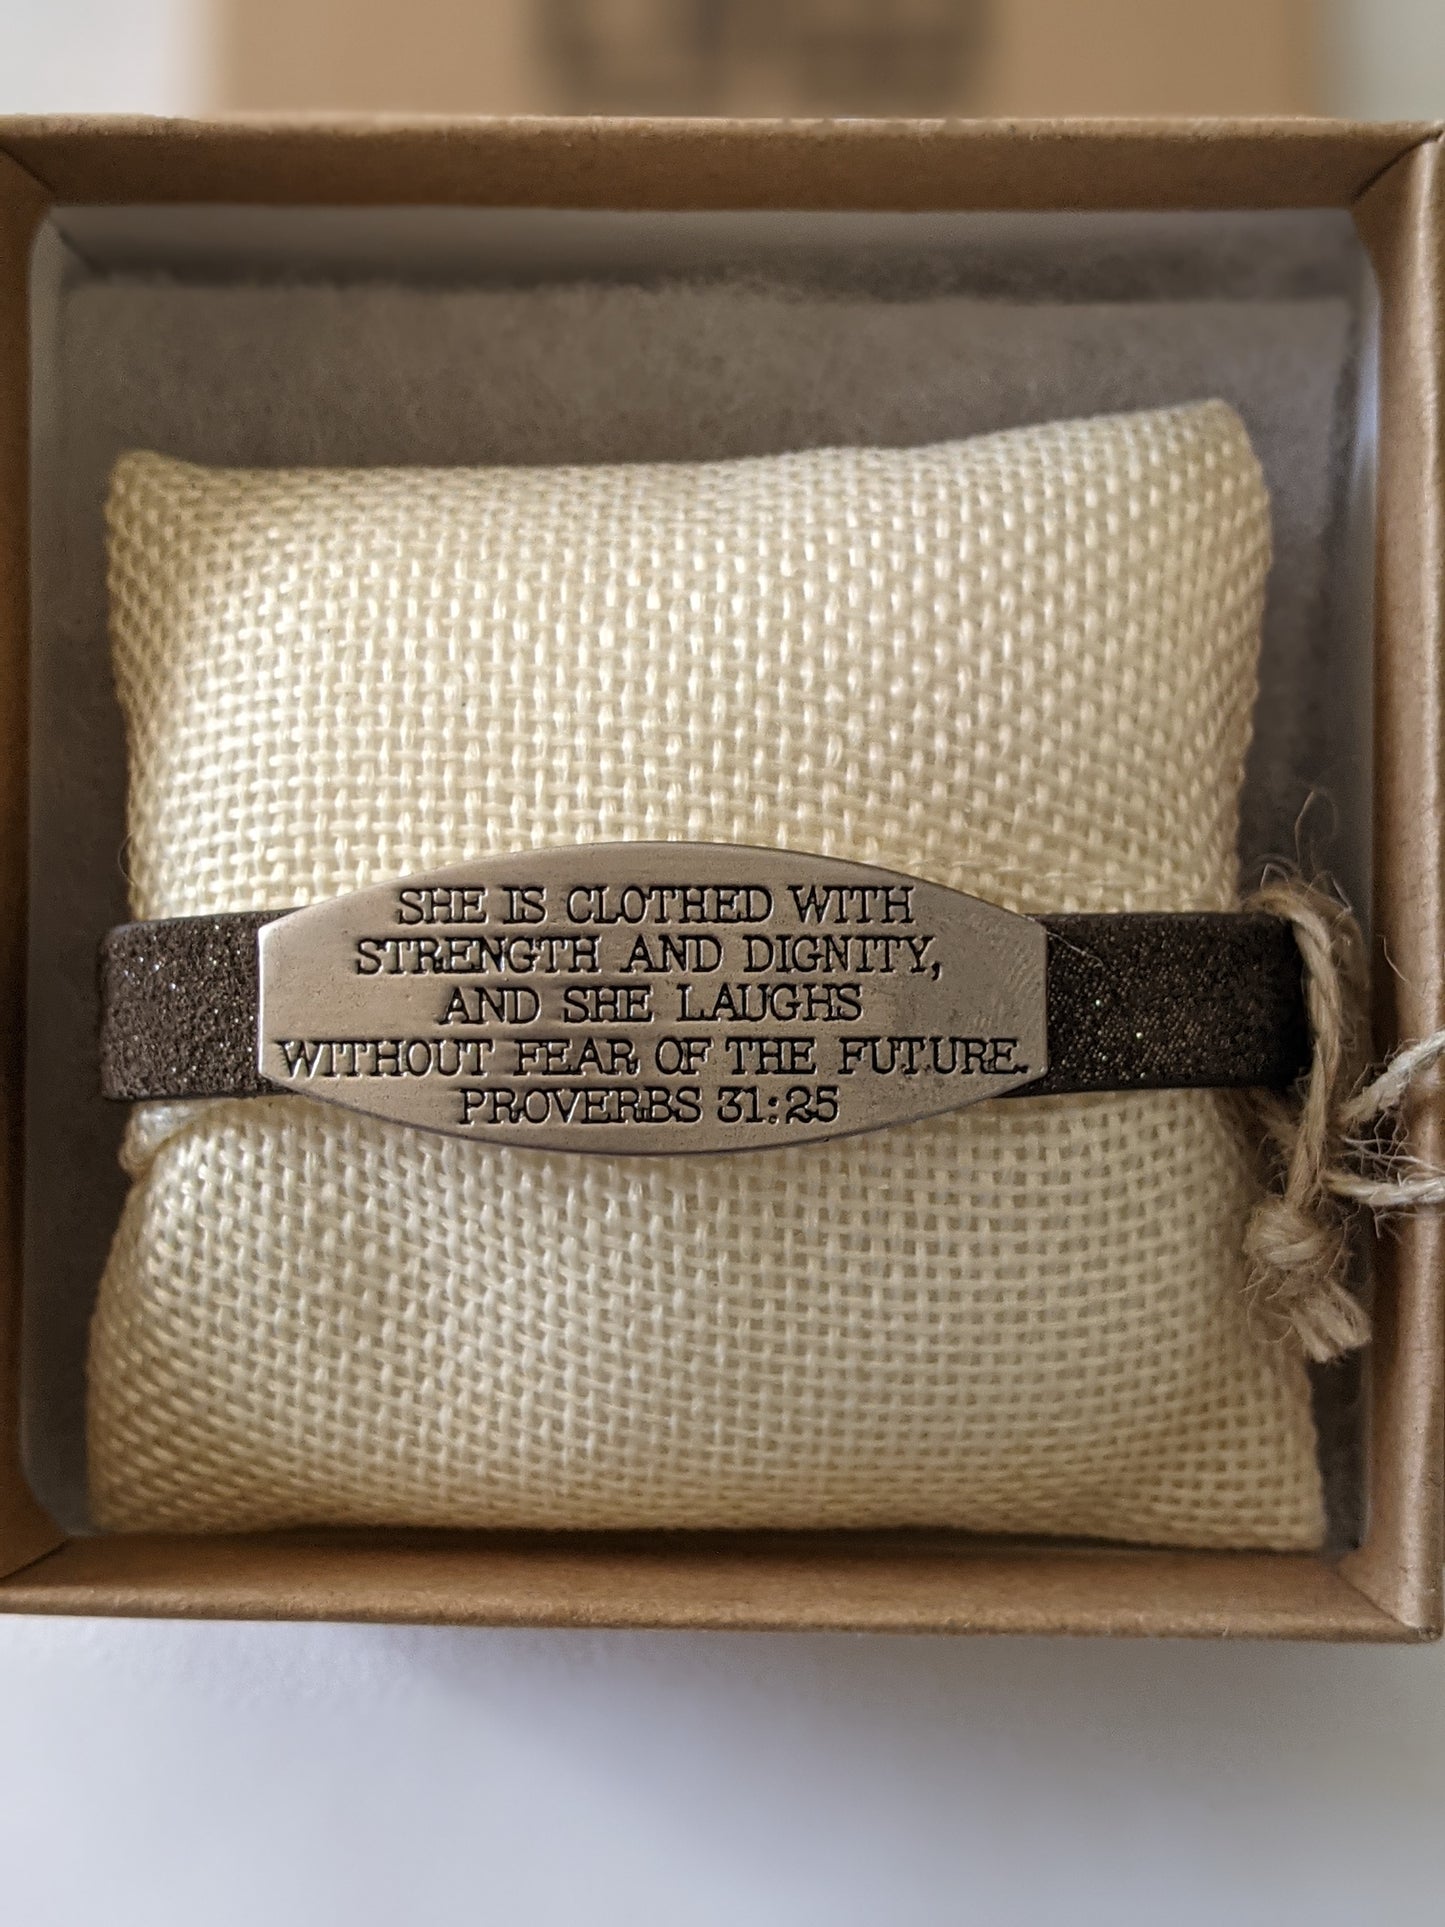 SHE IS CLOTHED WITH
STRENGTH AND DIGNITY,
AND SHE LAUGHS
WITHOUT FEAR OF THE FUTURE.
PROVERBS 31:25